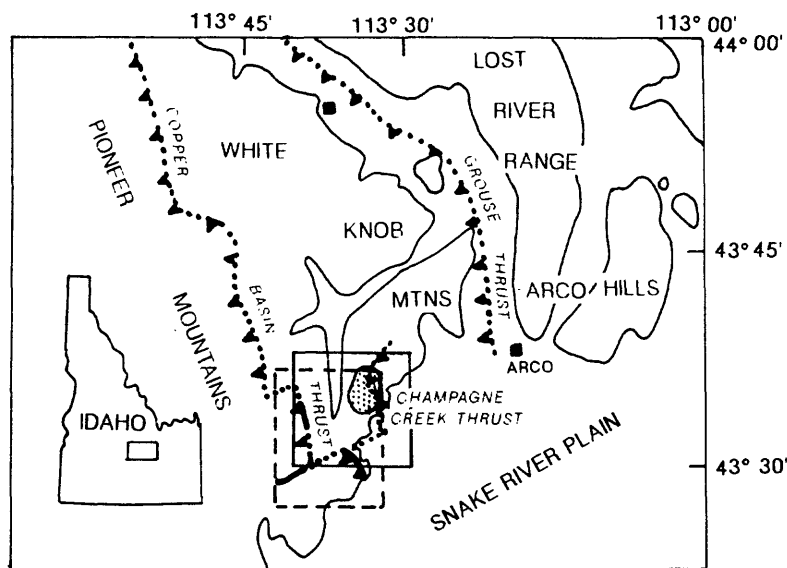 113° 45'
113° 30'
113° 00'
44° 00'
LOST
RIVER
RANGE
COPPER
PIONFER
WHITE
GROUSE
KNOB
43° 45'
MTNS
THRUST
ARCO HILLS
BASIN
MOUNTAINS
ARCO
THRUST
CHAMPAGNE
CREEK THRUST
IDAHO
SNAKE RIVER PLAIN
43° 30'